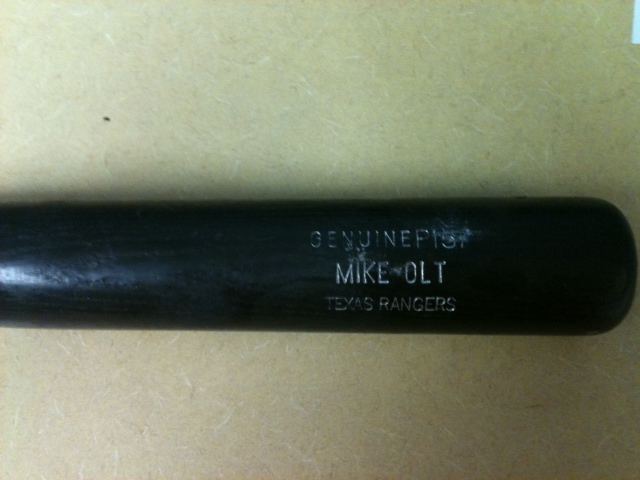 GENUINE
MIKE OLT
TEXAS RANGERS